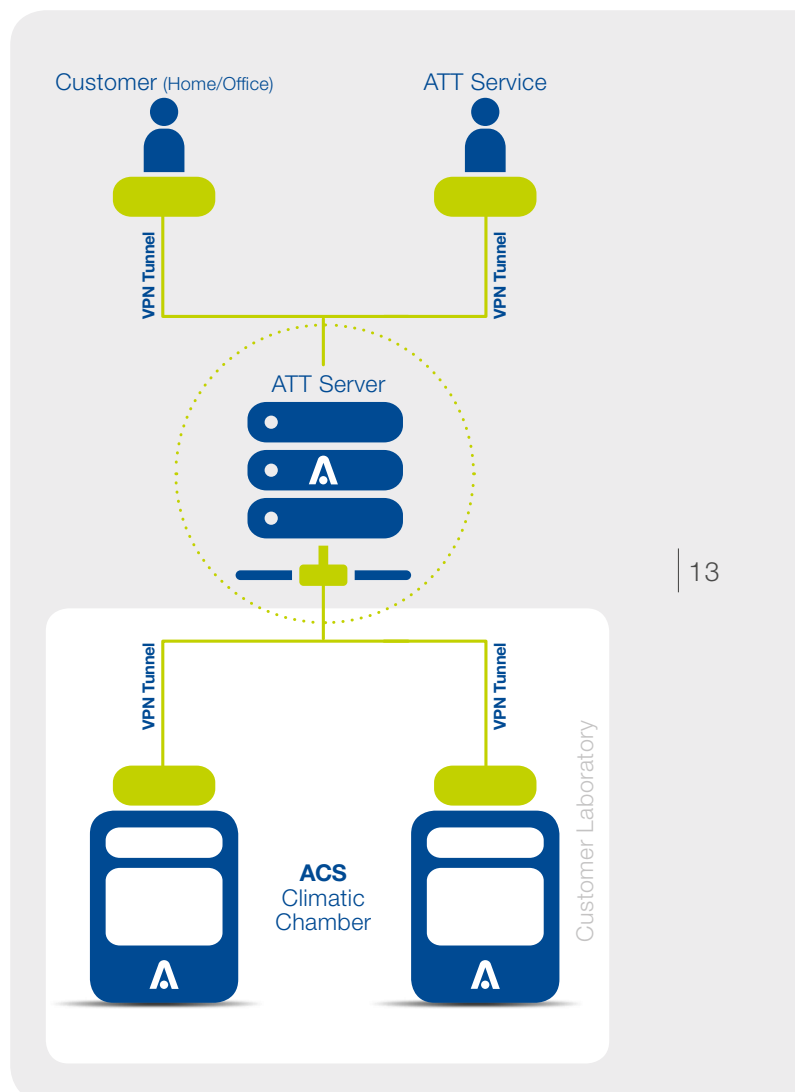 Customer (Home/Office)
ATT Service
VPN Tunnel
VPN Tunnel
ATT Server
13
VPN Tunnel
VPN Tunnel
Customer Laboratory
ACS
Climatic
Chamber